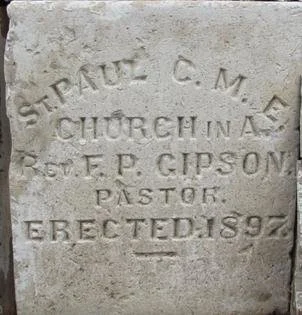 ST. PAUL C. M. E.
CHURCH IN A.
REV. F. P. GIPSON.
PASTOR.
ERECTED. 1897.